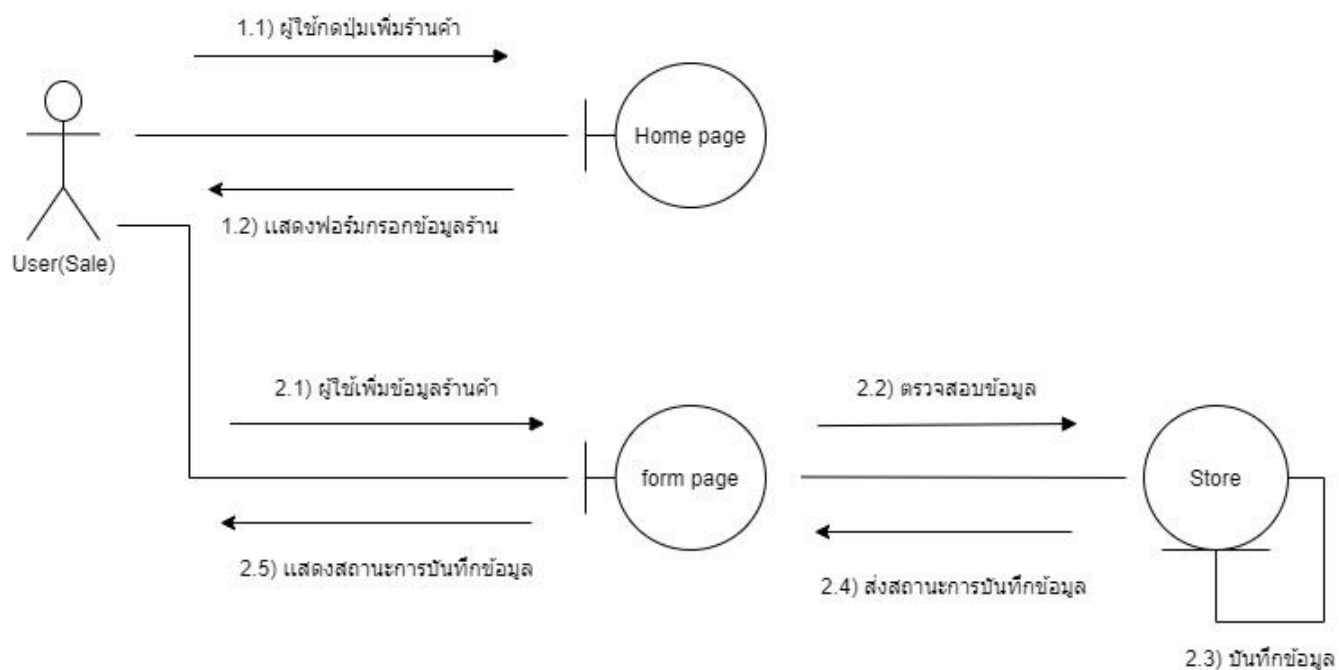 1.1) ผู้ใช้กดปุ่มเพิ่มร้านค้า
Home page
1.2) แสดงฟอร์มกรอกข้อมูลร้าน
User(Sale)
2.1) ผู้ใช้เพิ่มข้อมูลร้านค้า
2.2) ตรวจสอบข้อมูล
form page
Store
2.5) แสดงสถานะการบันทึกข้อมูล
2.4) ส่งสถานะการบันทึกข้อมูล
2.3) บันทึกข้อมูล